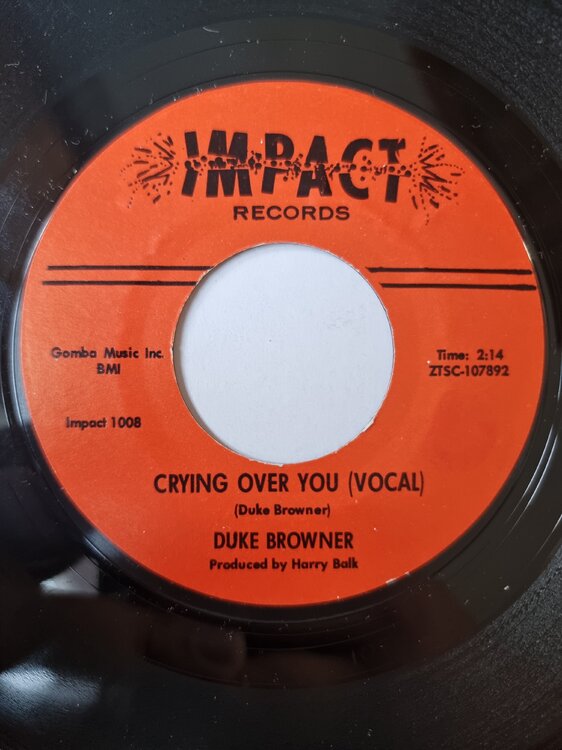 IMPACT
RECORDS
Gomba Music Inc.
BMI
Impact 1008
Time: 2:14
ZTSC-107892
CRYING OVER YOU (VOCAL)
(Duke Browner)
DUKE BROWNER
Produced by Harry Balk